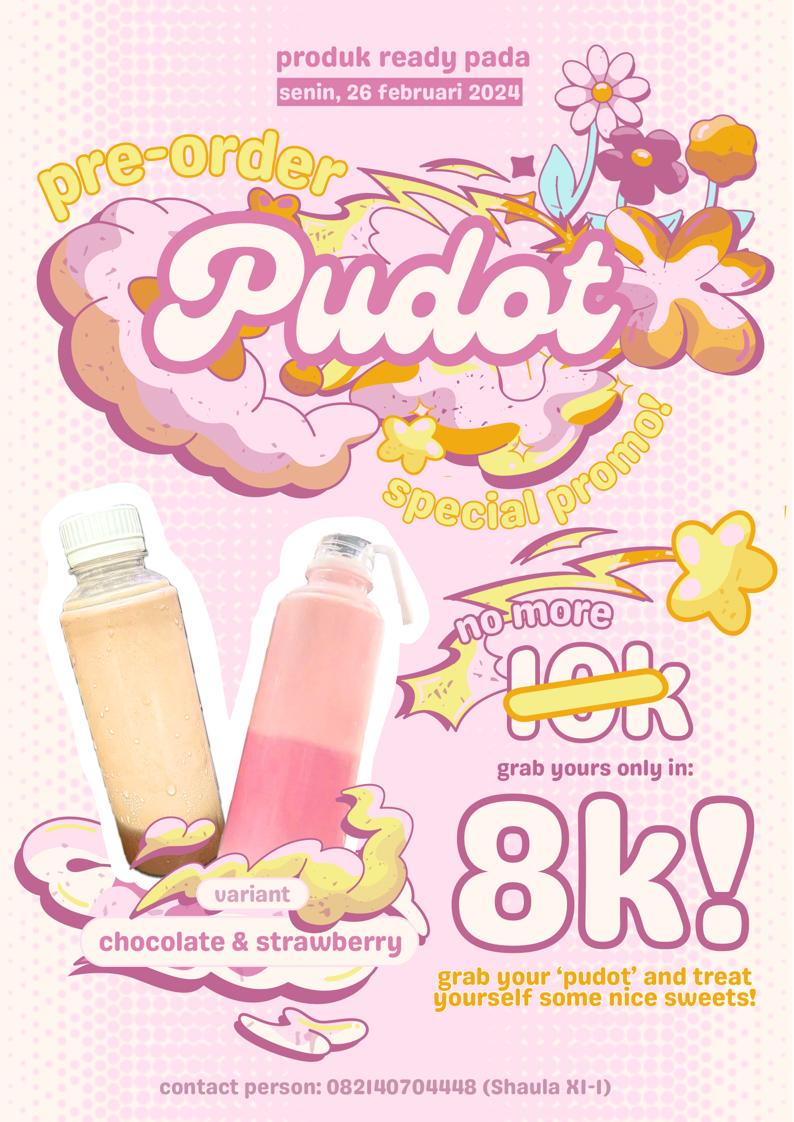 produk ready pada
senin, 26 februari 2024
pre-order
Pudot
special promo!
no more
10k
grab yours only in:
8k!
grab your ‘pudot’ and treat
yourself some nice sweets!
variant
chocolate & strawberry
contact person: 082140704448 (Shaula XI-I)